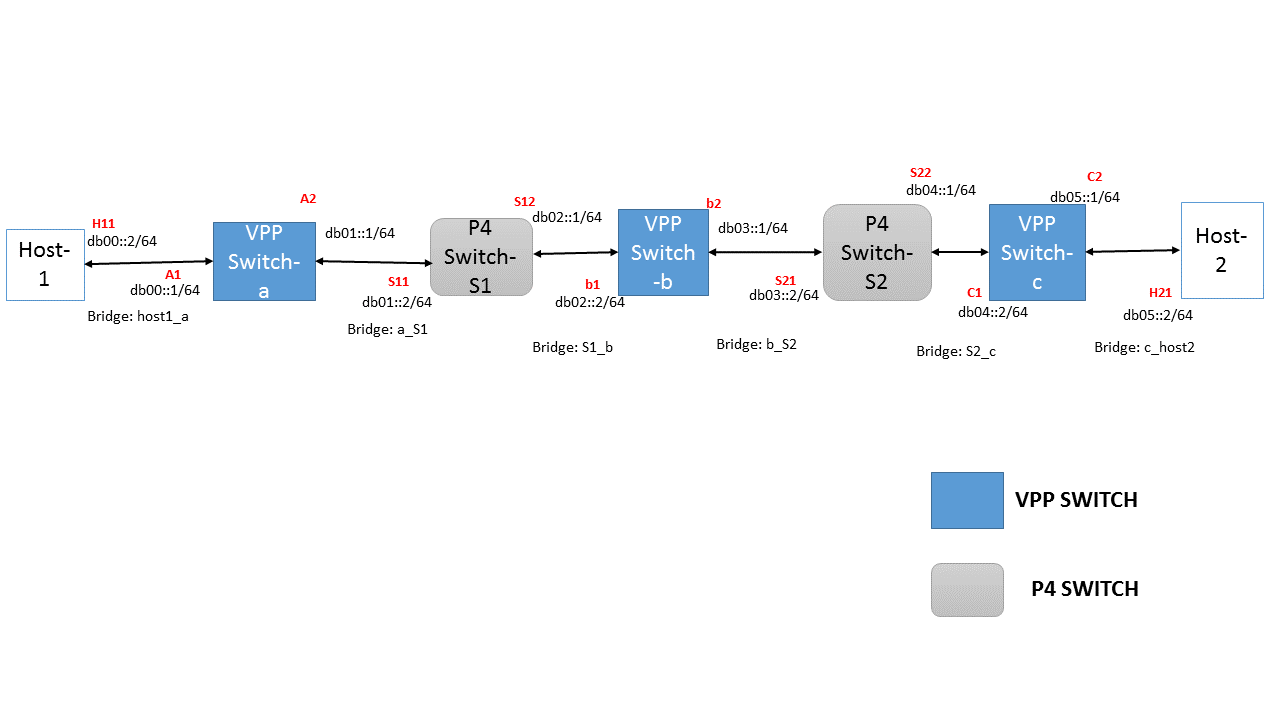 Host-
1
H11
db00::2/64
A1
db00::1/64
Bridge: host1_a
VPP
Switch-
a
A2
db01::1/64
S11
db01::2/64
Bridge: a_S1
P4
Switch-
S1
S12
db02::1/64
b1
db02::2/64
Bridge: S1_b
VPP
Switch
-b
b2
db03::1/64
S21
db03::2/64
Bridge: b_S2
P4
Switch-
S2
S22
db04::1/64
C1
db04::2/64
Bridge: S2_c
VPP
Switch-
c
C2
db05::1/64
H21
db05::2/64
Bridge: c_host2
Host-
2
VPP SWITCH
P4 SWITCH